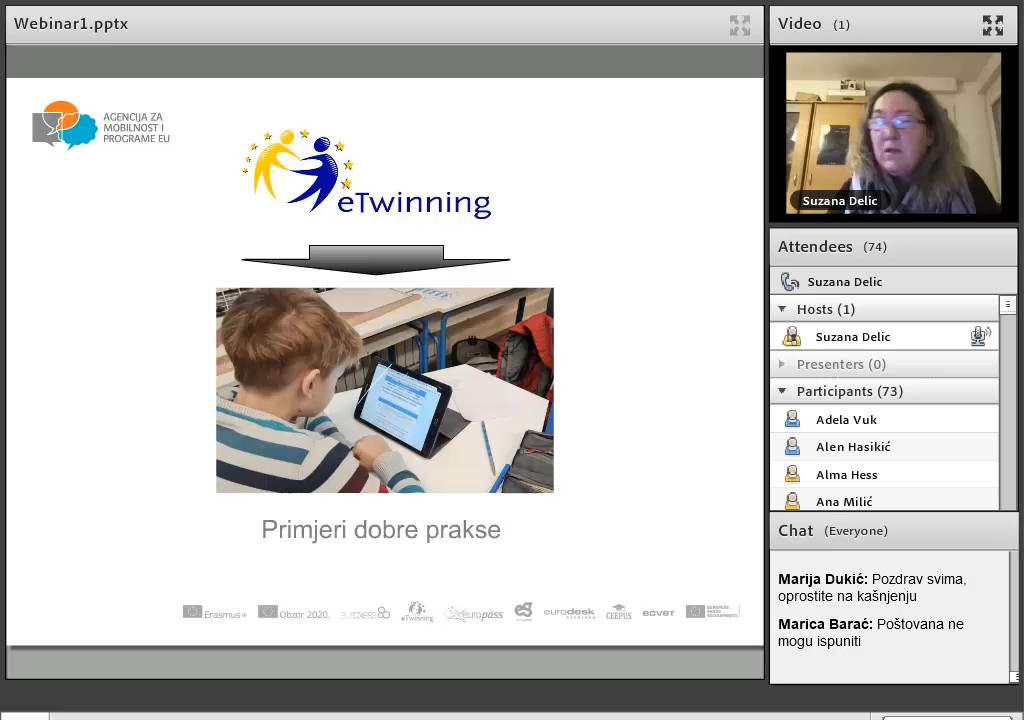 Webinar1.pptx
AGENCIJA ZA
MOBILNOST I
PROGRAME EU
eTwinning
Primjeri dobre prakse
Erasmus+
Obzor 2020.
euraxess
eTwinning
europass
eurodesk
CEEPUS
ECVET
Video (1)
Suzana Delic
Attendees (74)
Suzana Delic
Hosts (1)
Suzana Delic
Presenters (0)
Participants (73)
Adela Vuk
Alen Hasikić
Alma Hess
Ana Milić
Chat (Everyone)
Marija Dukić: Pozdrav svima,
oprostite na kašnjenju
Marica Barać: Poštovana ne
mogu ispuniti